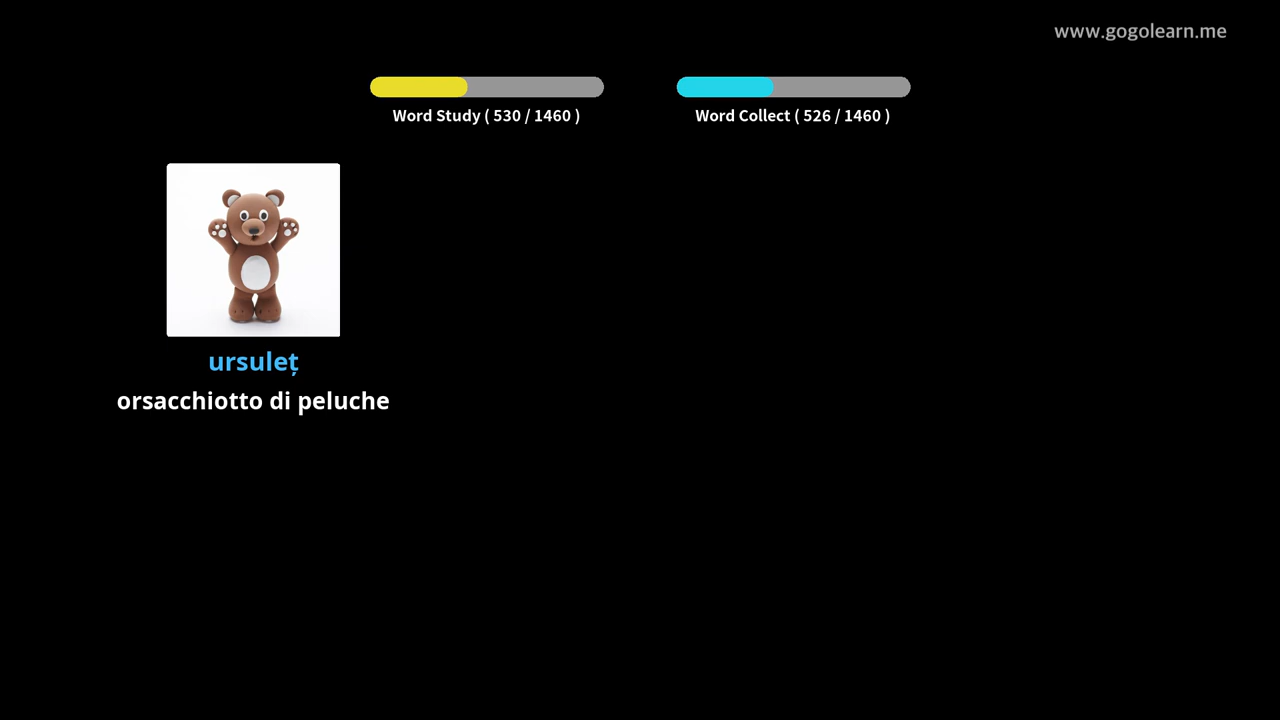 www.gogolearn.me
Word Study ( 530 / 1460 )
Word Collect ( 526 / 1460 )
ursuleț
orsacchiotto di peluche